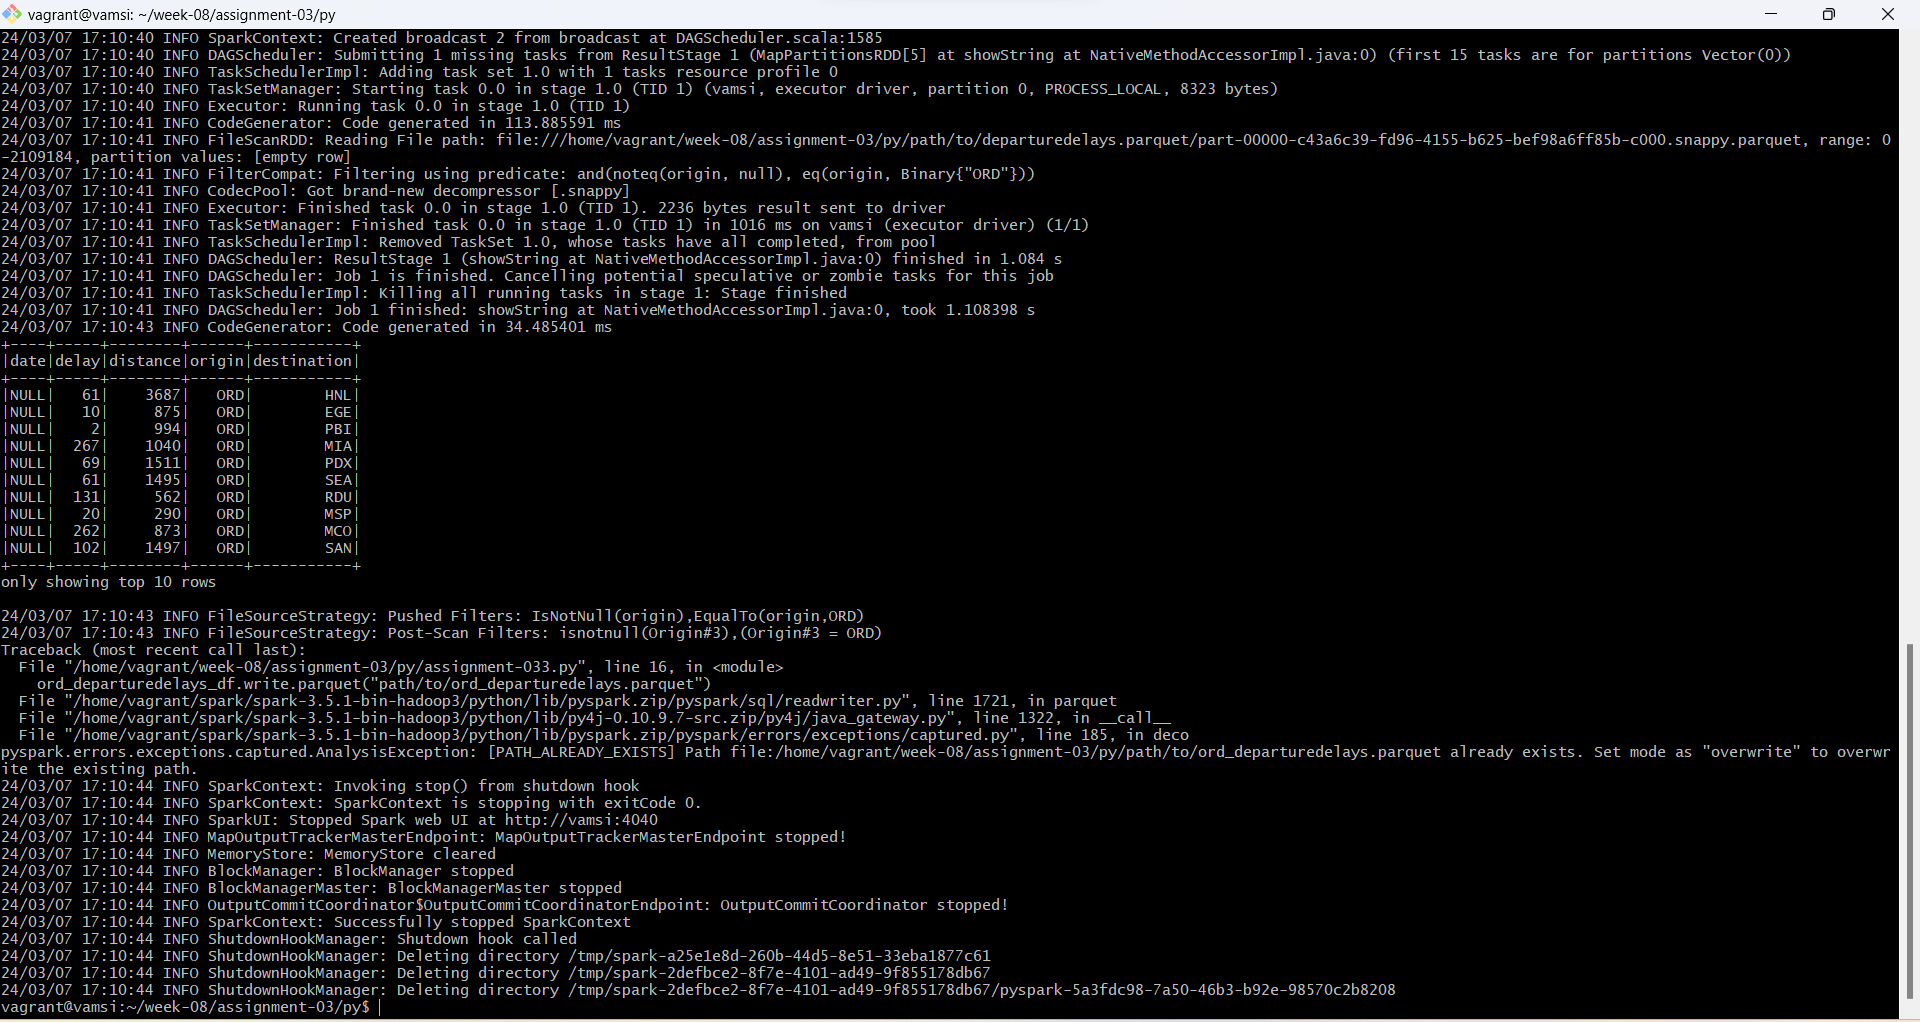 vagrant@vamsi: ~/week-08/assignment-03/py
24/03/07 17:10:40 INFO SparkContext: Created broadcast 2 from broadcast at DAGScheduler.scala:1585
24/03/07 17:10:40 INFO DAGScheduler: Submitting 1 missing tasks from ResultStage 1 (MapPartitionsRDD[5] at showString at NativeMethodAccessorImpl.java:0) (first 15 tasks are for partitions Vector(0))
24/03/07 17:10:40 INFO TaskSchedulerImpl: Adding task set 1.0 with 1 tasks resource profile 0
24/03/07 17:10:40 INFO TaskSetManager: Starting task 0.0 in stage 1.0 (TID 1) (vamsi, executor driver, partition 0, PROCESS_LOCAL, 8323 bytes)
24/03/07 17:10:40 INFO Executor: Running task 0.0 in stage 1.0 (TID 1)
24/03/07 17:10:41 INFO CodeGenerator: Code generated in 113.885591 ms
24/03/07 17:10:41 INFO FileScanRDD: Reading File path: file:///home/vagrant/week-08/assignment-03/py/path/to/departuredelays.parquet/part-00000-c43a6c39-fd96-4155-b625-bef98a6ff85b-c000.snappy.parquet, range: 0
-2109184, partition values: [empty row]
24/03/07 17:10:41 INFO FilterCompat: Filtering using predicate: and(noteq(origin, null), eq(origin, Binary{"ORD"}))
24/03/07 17:10:41 INFO CodecPool: Got brand-new decompressor [.snappy]
24/03/07 17:10:41 INFO Executor: Finished task 0.0 in stage 1.0 (TID 1). 2236 bytes result sent to driver
24/03/07 17:10:41 INFO TaskSetManager: Finished task 0.0 in stage 1.0 (TID 1) in 1016 ms on vamsi (executor driver) (1/1)
24/03/07 17:10:41 INFO TaskSchedulerImpl: Removed TaskSet 1.0, whose tasks have all completed, from pool
24/03/07 17:10:41 INFO DAGScheduler: ResultStage 1 (showString at NativeMethodAccessorImpl.java:0) finished in 1.084 s
24/03/07 17:10:41 INFO DAGScheduler: Job 1 is finished. Cancelling potential speculative or zombie tasks for this job
24/03/07 17:10:41 INFO TaskSchedulerImpl: Killing all running tasks in stage 1: Stage finished
24/03/07 17:10:41 INFO DAGScheduler: Job 1 finished: showString at NativeMethodAccessorImpl.java:0, took 1.108398 s
24/03/07 17:10:43 INFO CodeGenerator: Code generated in 34.485401 ms
+----+-----+--------+------+-----------+
|date|delay|distance|origin|destination|
+----+-----+--------+------+-----------+
|NULL|   61|    3687|   ORD|        HNL|
|NULL|   10|     875|   ORD|        EGE|
|NULL|    2|     994|   ORD|        PBI|
|NULL|  267|    1040|   ORD|        MIA|
|NULL|   69|    1511|   ORD|        PDX|
|NULL|   61|    1495|   ORD|        SEA|
|NULL|  131|     562|   ORD|        RDU|
|NULL|   20|     290|   ORD|        MSP|
|NULL|  262|     873|   ORD|        MCO|
|NULL|  102|    1497|   ORD|        SAN|
+----+-----+--------+------+-----------+
only showing top 10 rows
24/03/07 17:10:43 INFO FileSourceStrategy: Pushed Filters: IsNotNull(origin),EqualTo(origin,ORD)
24/03/07 17:10:43 INFO FileSourceStrategy: Post-Scan Filters: isnotnull(Origin#3),(Origin#3 = ORD)
Traceback (most recent call last):
  File "/home/vagrant/week-08/assignment-03/py/assignment-033.py", line 16, in <module>
    ord_departuredelays_df.write.parquet("path/to/ord_departuredelays.parquet")
  File "/home/vagrant/spark/spark-3.5.1-bin-hadoop3/python/lib/pyspark.zip/pyspark/sql/readwriter.py", line 1721, in parquet
  File "/home/vagrant/spark/spark-3.5.1-bin-hadoop3/python/lib/py4j-0.10.9.7-src.zip/py4j/java_gateway.py", line 1322, in __call__
  File "/home/vagrant/spark/spark-3.5.1-bin-hadoop3/python/lib/pyspark.zip/pyspark/errors/exceptions/captured.py", line 185, in deco
pyspark.errors.exceptions.captured.AnalysisException: [PATH_ALREADY_EXISTS] Path file:/home/vagrant/week-08/assignment-03/py/path/to/ord_departuredelays.parquet already exists. Set mode as "overwrite" to overwr
ite the existing path.
24/03/07 17:10:44 INFO SparkContext: Invoking stop() from shutdown hook
24/03/07 17:10:44 INFO SparkContext: SparkContext is stopping with exitCode 0.
24/03/07 17:10:44 INFO SparkUI: Stopped Spark web UI at http://vamsi:4040
24/03/07 17:10:44 INFO MapOutputTrackerMasterEndpoint: MapOutputTrackerMasterEndpoint stopped!
24/03/07 17:10:44 INFO MemoryStore: MemoryStore cleared
24/03/07 17:10:44 INFO BlockManager: BlockManager stopped
24/03/07 17:10:44 INFO BlockManagerMaster: BlockManagerMaster stopped
24/03/07 17:10:44 INFO OutputCommitCoordinator$OutputCommitCoordinatorEndpoint: OutputCommitCoordinator stopped!
24/03/07 17:10:44 INFO SparkContext: Successfully stopped SparkContext
24/03/07 17:10:44 INFO ShutdownHookManager: Shutdown hook called
24/03/07 17:10:44 INFO ShutdownHookManager: Deleting directory /tmp/spark-a25e1e8d-260b-44d5-8e51-33eba1877c61
24/03/07 17:10:44 INFO ShutdownHookManager: Deleting directory /tmp/spark-2defbce2-8f7e-4101-ad49-9f855178db67
24/03/07 17:10:44 INFO ShutdownHookManager: Deleting directory /tmp/spark-2defbce2-8f7e-4101-ad49-9f855178db67/pyspark-5a3fdc98-7a50-46b3-b92e-98570c2b8208
vagrant@vamsi:~/week-08/assignment-03/py$